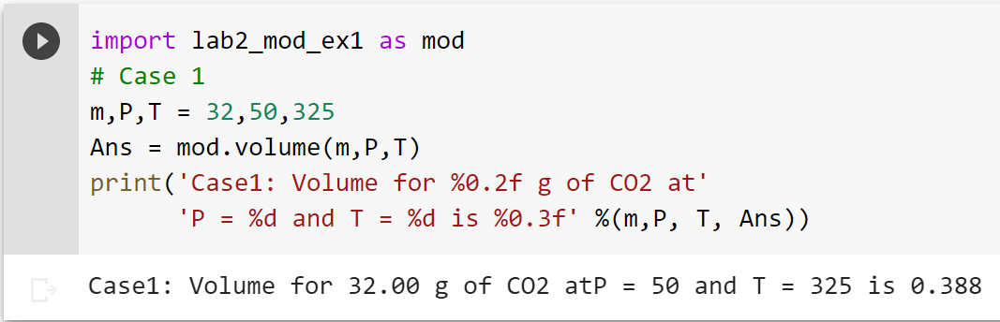 import lab2_mod_ex1 as mod
# Case 1
m,P,T = 32,50,325
Ans = mod.volume(m,P,T)
print('Case1: Volume for %0.2f g of CO2 at'
      'P = %d and T = %d is %0.3f' %(m,P, T, Ans))
Case1: Volume for 32.00 g of CO2 atP = 50 and T = 325 is 0.388